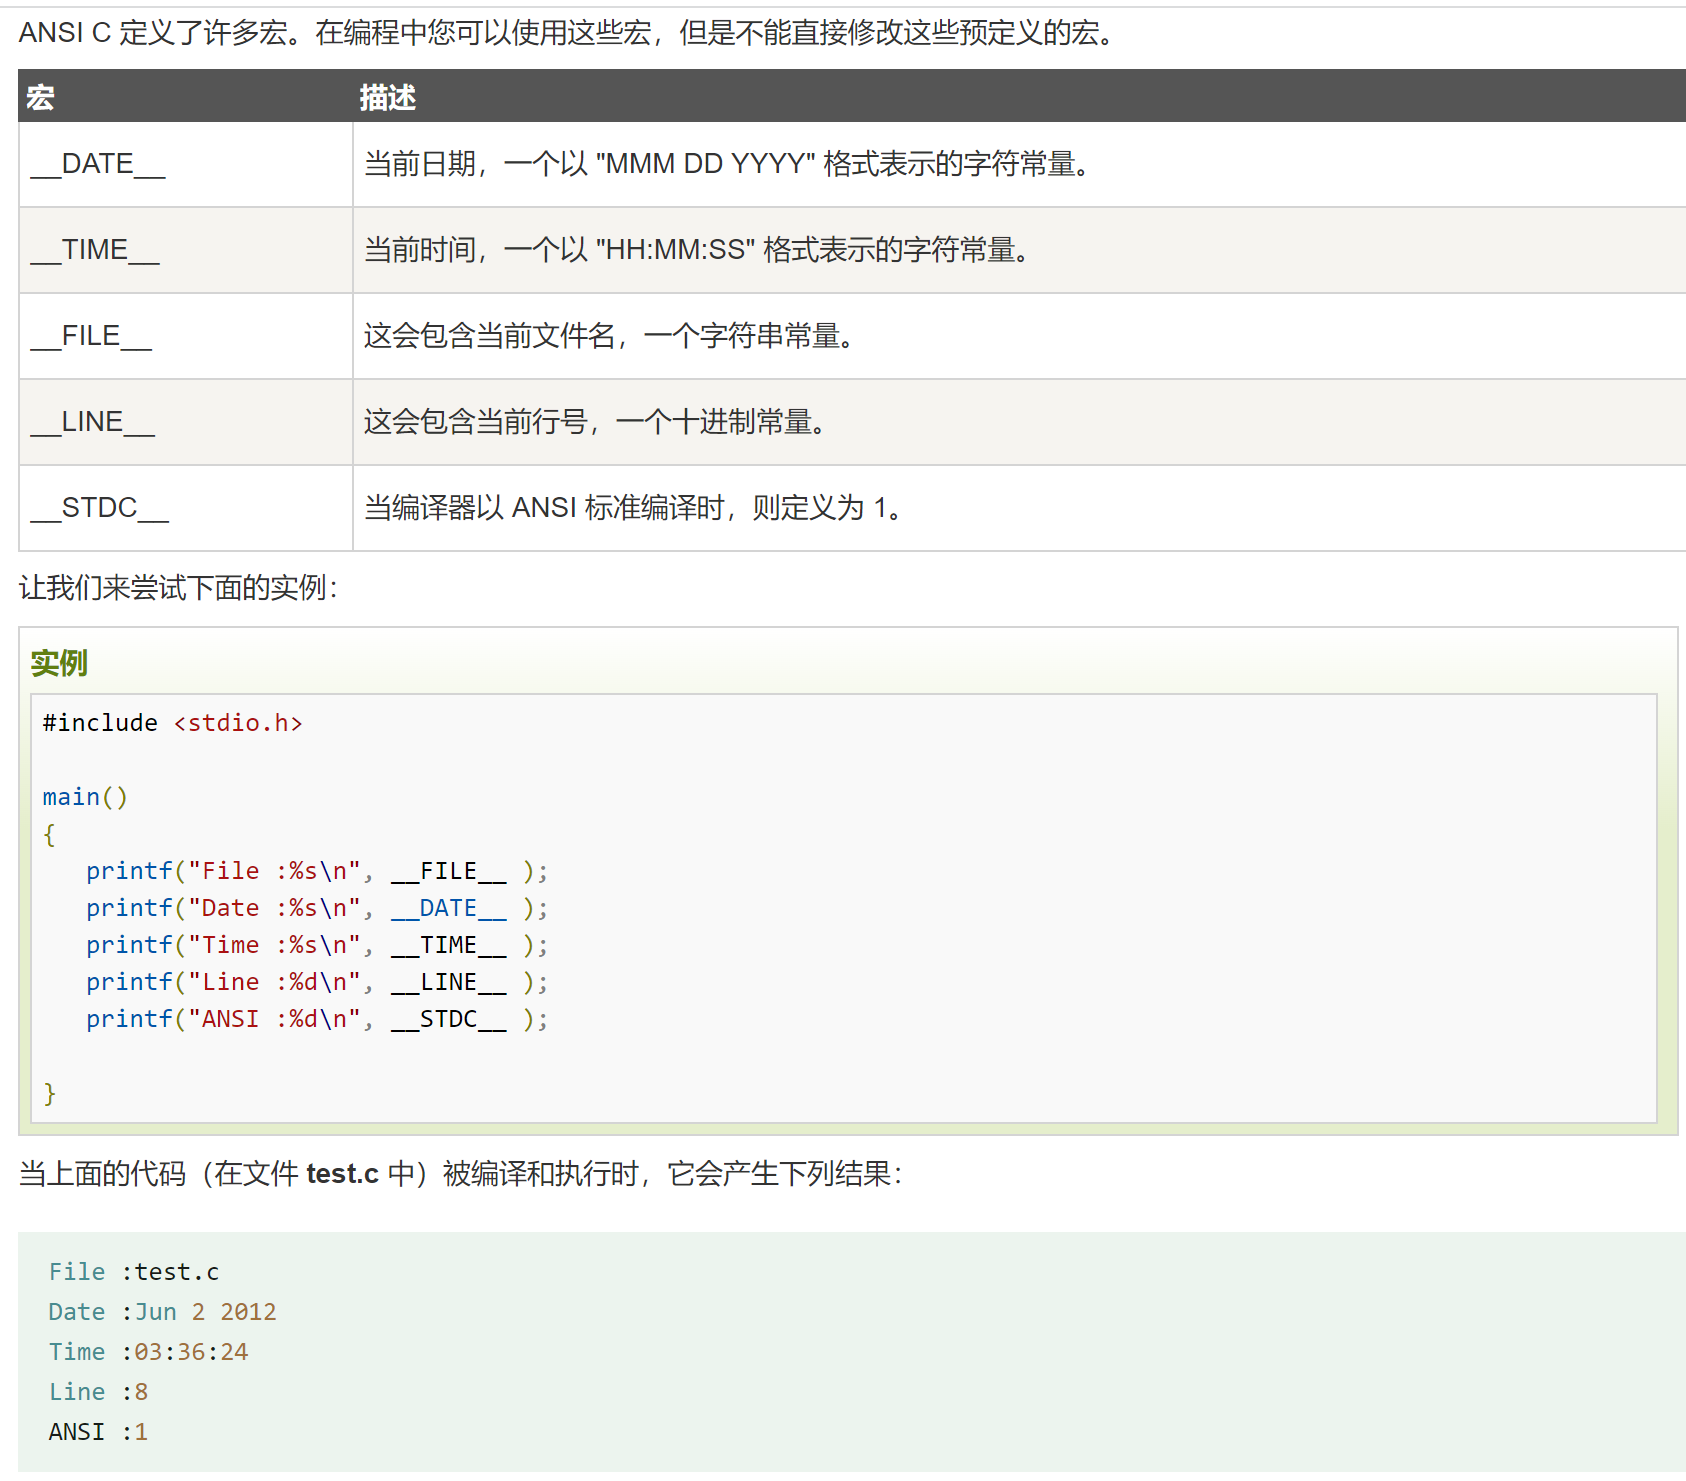 ANSI C 定义了许多宏。在编程中您可以使用这些宏，但是不能直接修改这些预定义的宏。
宏 描述
__DATE__ 当前日期，一个以 "MMM DD YYYY" 格式表示的字符常量。
__TIME__ 当前时间，一个以 "HH:MM:SS" 格式表示的字符常量。
__FILE__ 这会包含当前文件名，一个字符串常量。
__LINE__ 这会包含当前行号，一个十进制常量。
__STDC__ 当编译器以 ANSI 标准编译时，则定义为 1。
让我们来尝试下面的实例：
实例
#include <stdio.h>
main()
{
   printf("File :%s\n", __FILE__ );
   printf("Date :%s\n", __DATE__ );
   printf("Time :%s\n", __TIME__ );
   printf("Line :%d\n", __LINE__ );
   printf("ANSI :%d\n", __STDC__ );
}
当上面的代码（在文件 test.c 中）被编译和执行时，它会产生下列结果：
File :test.c
Date :Jun 2 2012
Time :03:36:24
Line :8
ANSI :1